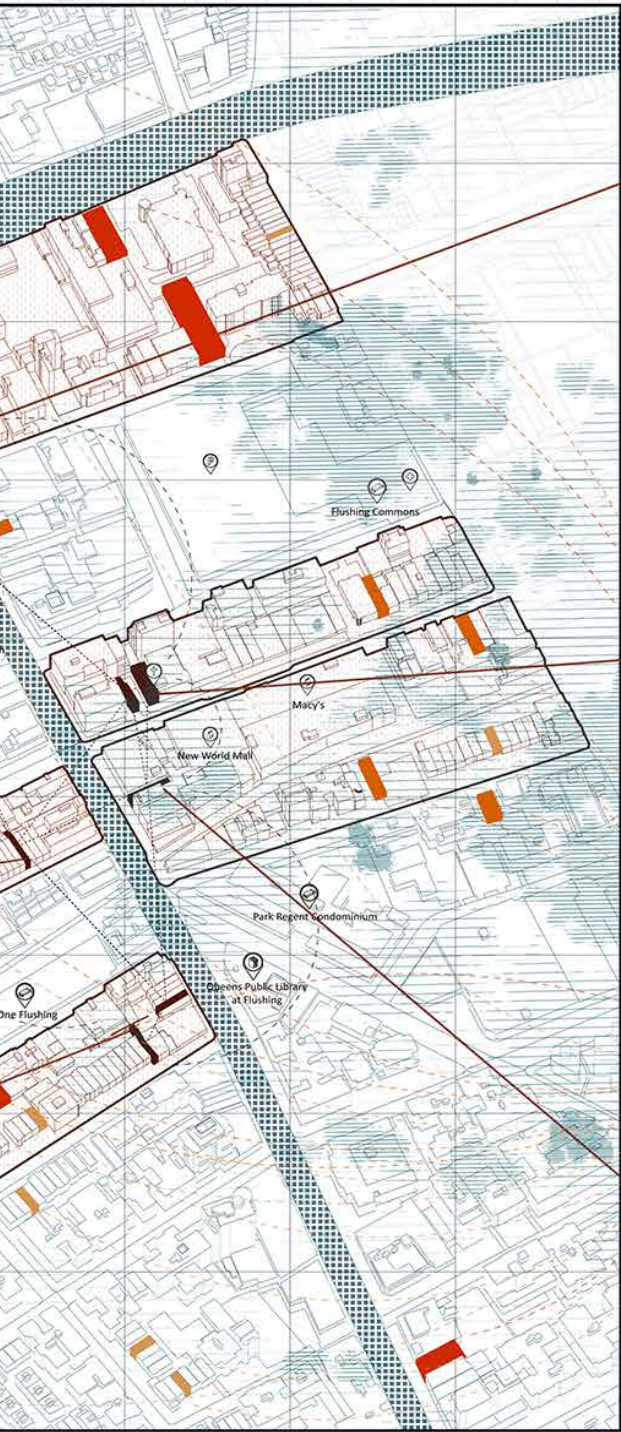 Flushing Commons
Macy's
New World Mall
Park Regent Condominium
Queens Public Library
at Flushing
One Flushing